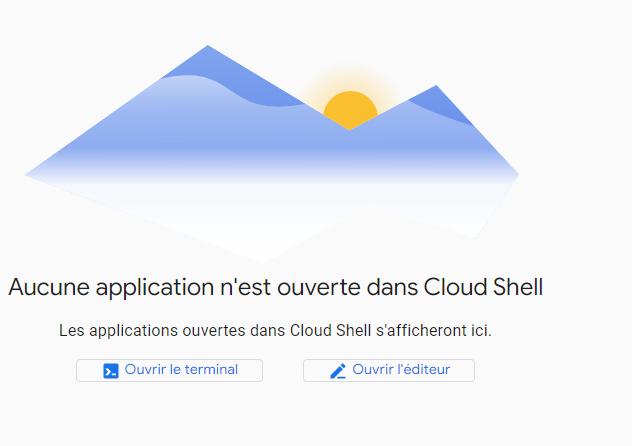 Aucune application n'est ouverte dans Cloud Shell
Les applications ouvertes dans Cloud Shell s'afficheront ici.
Ouvrir le terminal
Ouvrir l'éditeur